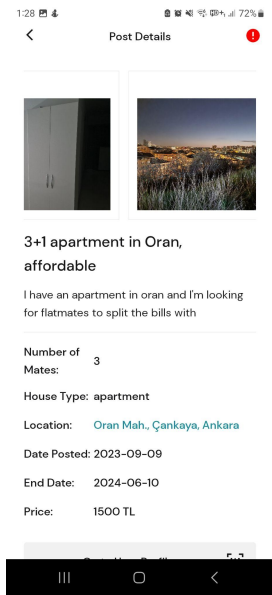 1:28
72%
Post Details
3+1 apartment in Oran,
affordable
I have an apartment in oran and I'm looking
for flatmates to split the bills with
Number of
Mates:
3
House Type: apartment
Location: Oran Mah., Çankaya, Ankara
Date Posted: 2023-09-09
End Date: 2024-06-10
Price: 1500 TL